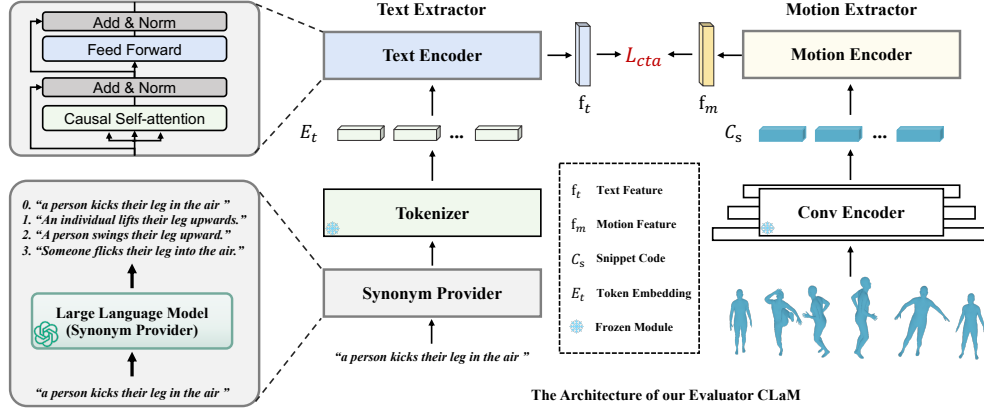 Text Extractor
Motion Extractor
Add & Norm
Feed Forward
Add & Norm
Causal Self-attention
Text Encoder
f_t
L_cta
f_m
Motion Encoder
E_t
...
C_s
...
Tokenizer
Synonym Provider
"a person kicks their leg in the air "
0. "a person kicks their leg in the air "
1. "An individual lifts their leg upwards."
2. "A person swings their leg upward."
3. "Someone flicks their leg into the air."
Large Language Model
(Synonym Provider)
"a person kicks their leg in the air "
f_t Text Feature
f_m Motion Feature
C_s Snippet Code
E_t Token Embedding
Frozen Module
Conv Encoder
The Architecture of our Evaluator CLaM